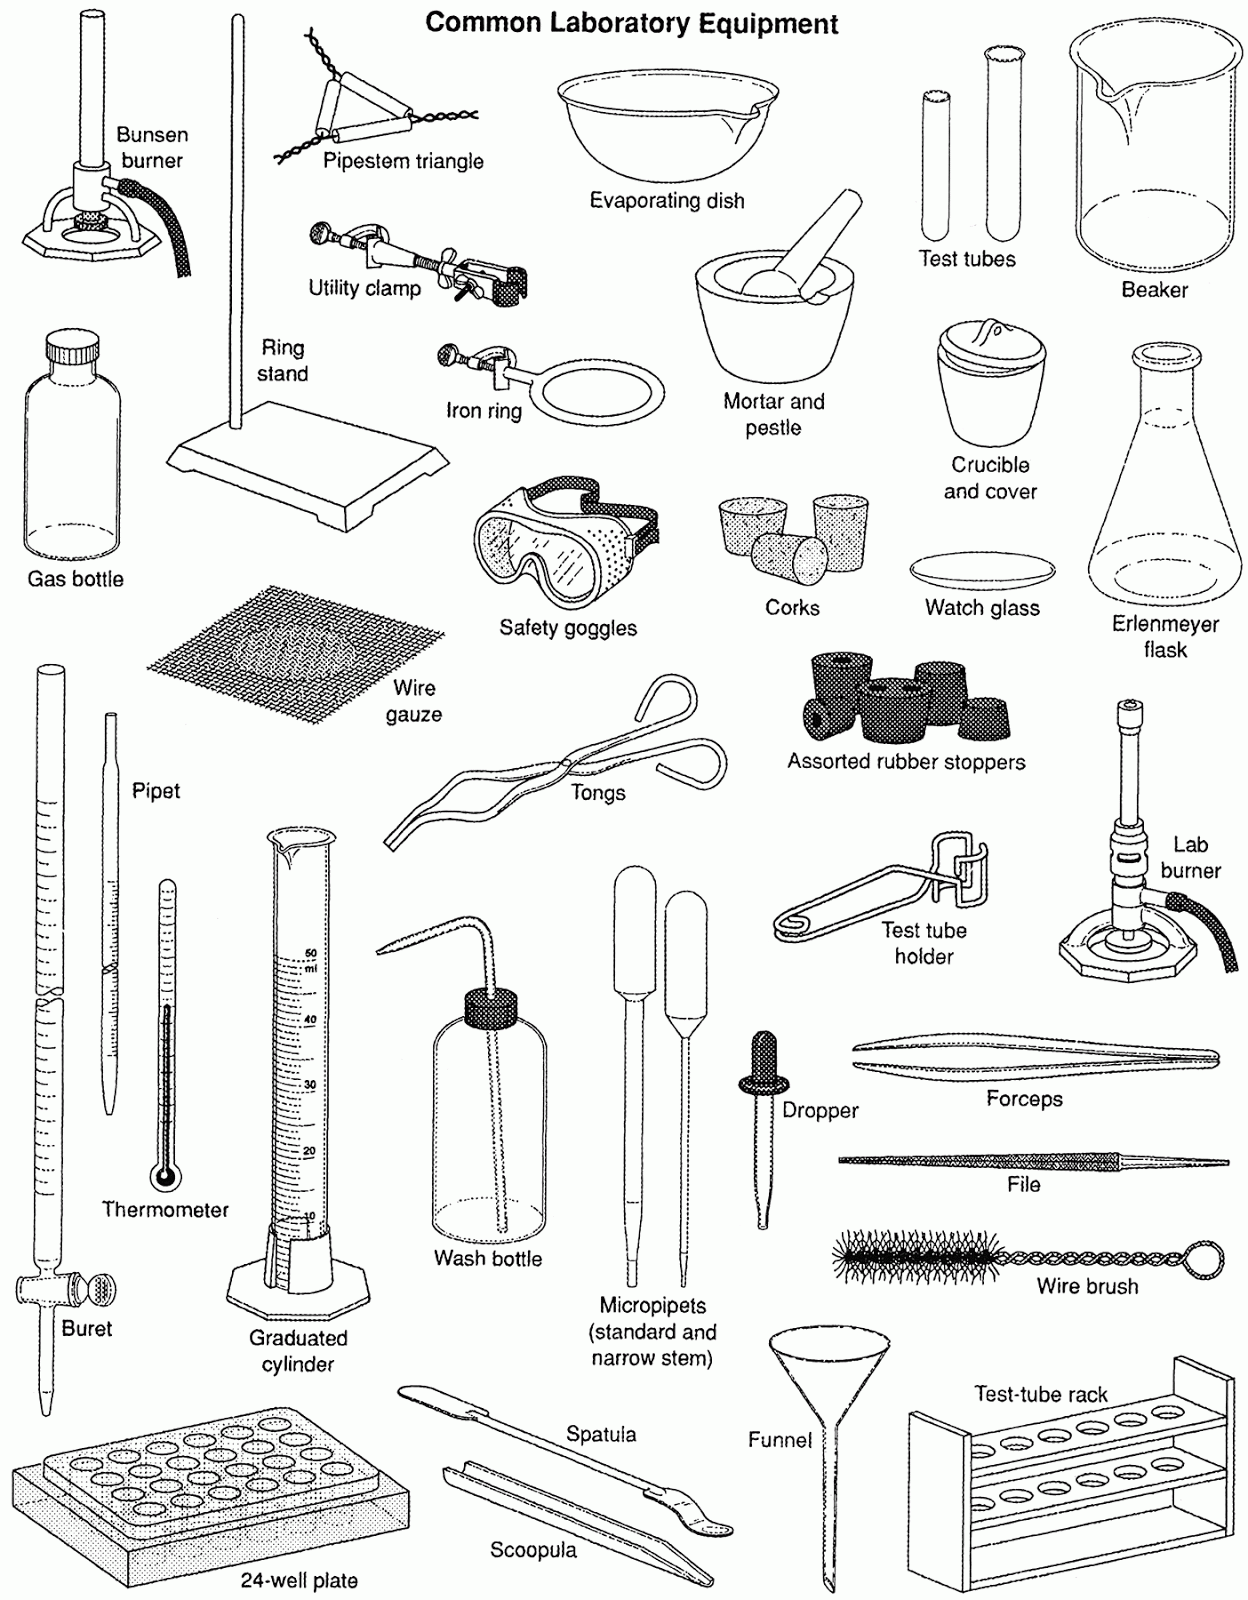 Common Laboratory Equipment
Bunsen
burner
Pipestem triangle
Evaporating dish
Test tubes
Beaker
Utility clamp
Ring
stand
Iron ring
Mortar and
pestle
Crucible
and cover
Gas bottle
Safety goggles
Corks
Watch glass
Erlenmeyer
flask
Wire
gauze
Assorted rubber stoppers
Pipet
Tongs
Lab
burner
Test tube
holder
50
ml
40
30
20
10
Dropper
Forceps
File
Thermometer
Wash bottle
Wire brush
Buret
Graduated
cylinder
Micropipets
(standard and
narrow stem)
Test-tube rack
Spatula
Funnel
Scoopula
24-well plate